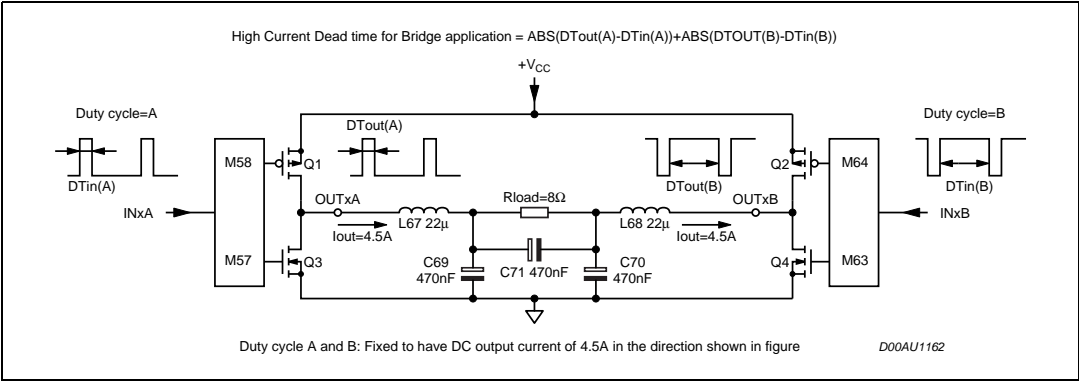 High Current Dead time for Bridge application = ABS(DTout(A)-DTin(A))+ABS(DTOUT(B)-DTin(B))
+VCC
Duty cycle=A
Duty cycle=B
DTout(A)
M58
Q1
Q2
M64
DTin(A)
DTout(B)
DTin(B)
OUTxA
Rload=8Ω
OUTxB
INxA
INxB
L67 22µ
L68 22µ
Iout=4.5A
Iout=4.5A
M57
Q3
C69
470nF
C71 470nF
C70
470nF
Q4
M63
Duty cycle A and B: Fixed to have DC output current of 4.5A in the direction shown in figure
D00AU1162